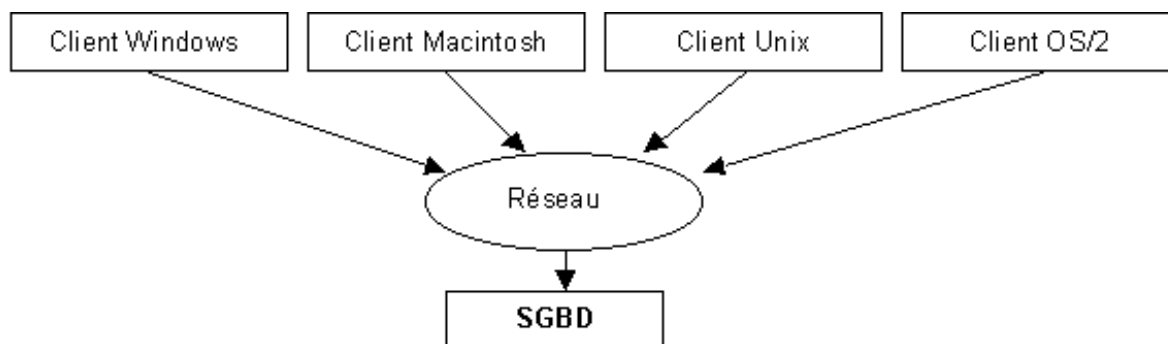 Client Windows
Client Macintosh
Client Unix
Client OS/2
Réseau
SGBD